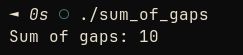 ◄ 0s ○ ./sum_of_gaps
Sum of gaps: 10